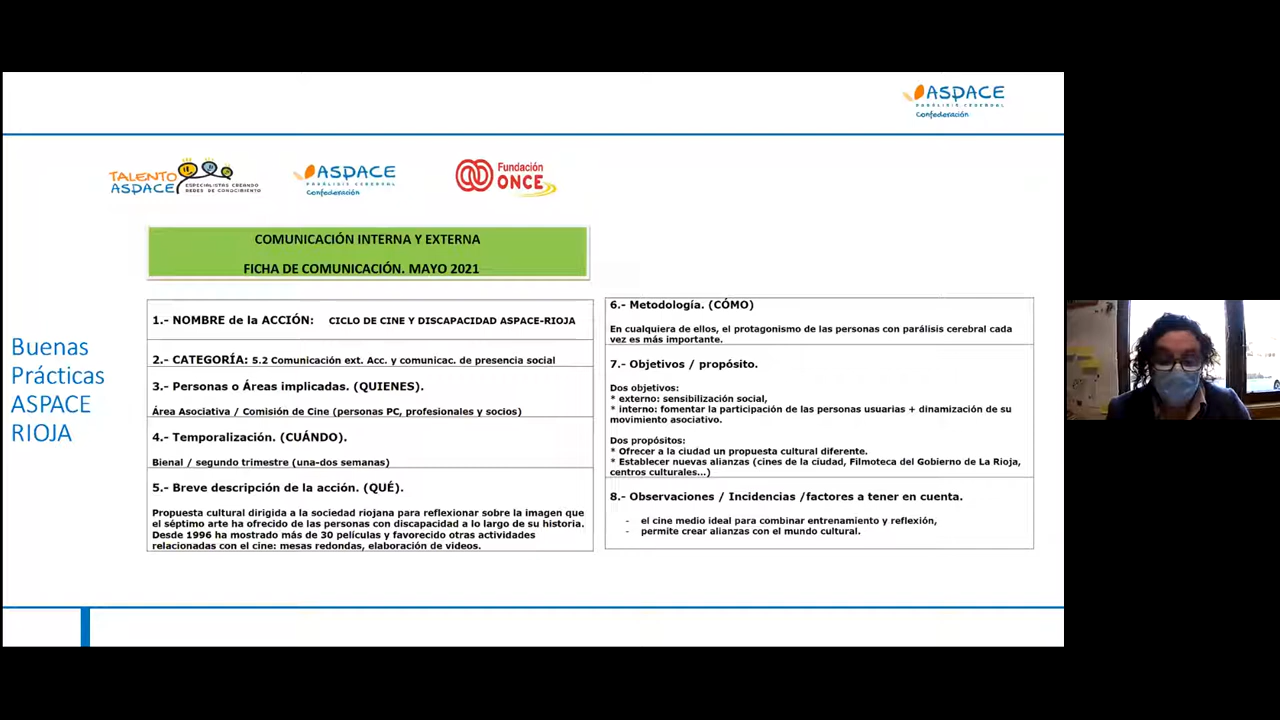 ASPACE
PARÁLISIS CEREBRAL
Confederación
TALENTO
ASPACE
ESPECIALISTAS CREANDO
REDES DE CONOCIMIENTO
ASPACE
PARÁLISIS CEREBRAL
Confederación
Fundación
ONCE
COMUNICACIÓN INTERNA Y EXTERNA
FICHA DE COMUNICACIÓN. MAYO 2021
Buenas
Prácticas
ASPACE
RIOJA
1.- NOMBRE de la ACCIÓN: CICLO DE CINE Y DISCAPACIDAD ASPACE-RIOJA
2.- CATEGORÍA: 5.2 Comunicación ext. Acc. y comunicac. de presencia social
3.- Personas o Áreas implicadas. (QUIENES).
Área Asociativa / Comisión de Cine (personas PC, profesionales y socios)
4.- Temporalización. (CUÁNDO).
Bienal / segundo trimestre (una-dos semanas)
5.- Breve descripción de la acción. (QUÉ).
Propuesta cultural dirigida a la sociedad riojana para reflexionar sobre la imagen que
el séptimo arte ha ofrecido de las personas con discapacidad a lo largo de su historia.
Desde 1996 ha mostrado más de 30 películas y favorecido otras actividades
relacionadas con el cine: mesas redondas, elaboración de videos.
6.- Metodología. (CÓMO)
En cualquiera de ellos, el protagonismo de las personas con parálisis cerebral cada
vez es más importante.
7.- Objetivos / propósito.
Dos objetivos:
* externo: sensibilización social,
* interno: fomentar la participación de las personas usuarias + dinamización de su
movimiento asociativo.
Dos propósitos:
* Ofrecer a la ciudad un propuesta cultural diferente.
* Establecer nuevas alianzas (cines de la ciudad, Filmoteca del Gobierno de La Rioja,
centros culturales...)
8.- Observaciones / Incidencias /factores a tener en cuenta.
- el cine medio ideal para combinar entrenamiento y reflexión,
- permite crear alianzas con el mundo cultural.